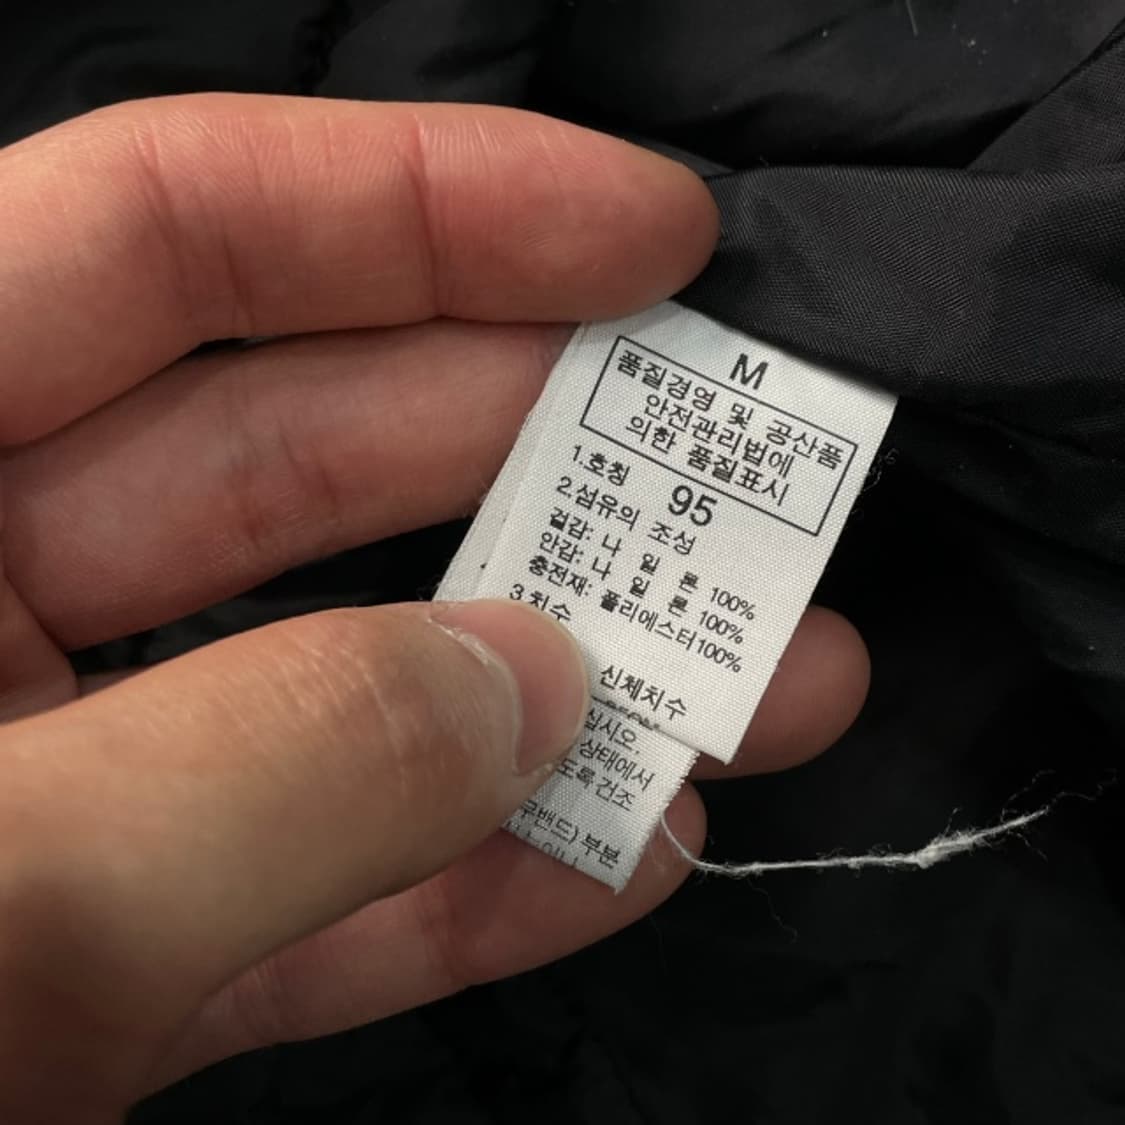 M
품질경영 및 공산품
안전관리법에
의한 품질표시
1.호칭 95
2.섬유의 조성
겉감: 나 일 론 100%
안감: 나 일 론 100%
충전재: 폴리에스터100%
3.치수
신체치수
십시오.
상태에서
도록 건조
밴드) 부분